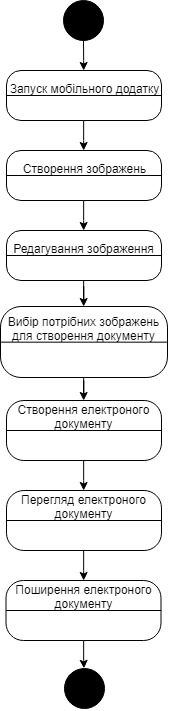 Запуск мобільного додатку
Створення зображень
Редагування зображення
Вибір потрібних зображень
для створення документу
Створення електроного
документу
Перегляд електроного
документу
Поширення електроного
документу